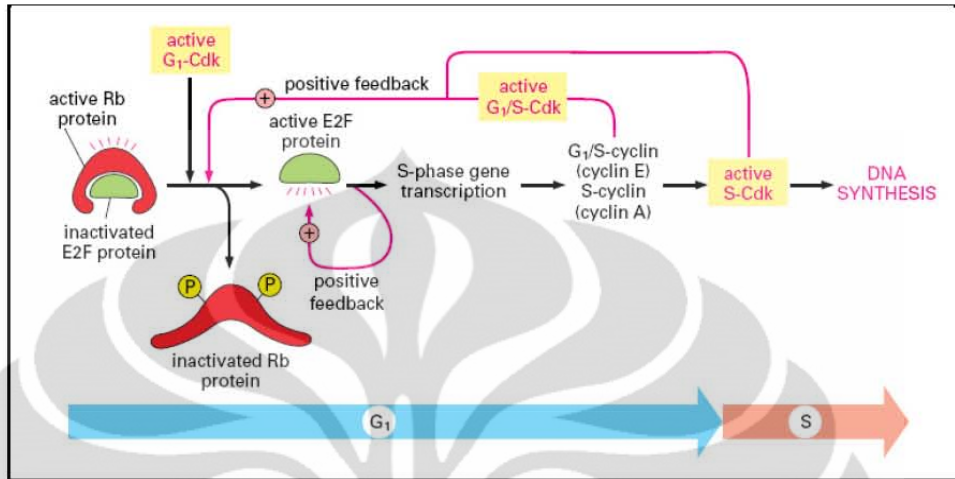 active
G₁-Cdk
positive feedback
+
active
G₁/S-Cdk
active Rb
protein
active E2F
protein
G₁/S-cyclin
(cyclin E)
S-cyclin
(cyclin A)
S-phase gene
transcription
active
S-Cdk
DNA
SYNTHESIS
inactivated
E2F protein
+
positive
feedback
P
P
inactivated Rb
protein
G₁
S